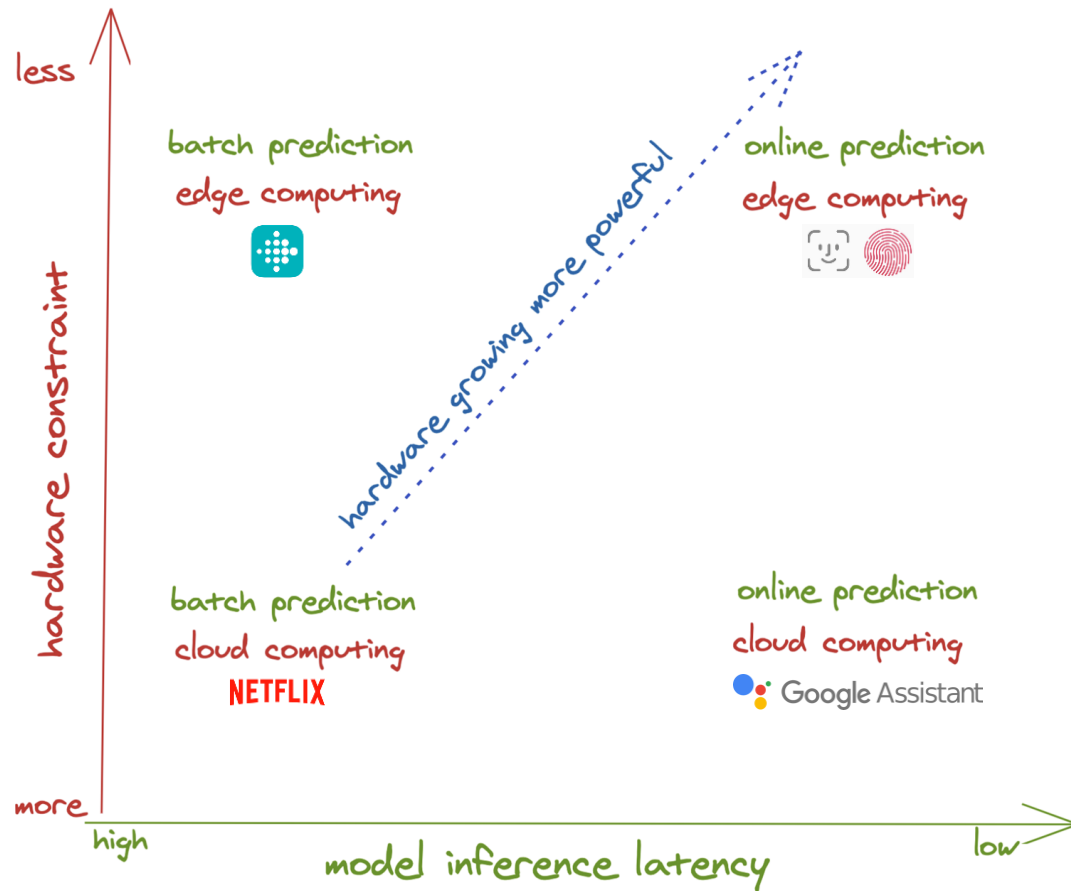 less
batch prediction
edge computing
online prediction
edge computing
hardware growing more powerful
hardware constraint
batch prediction
cloud computing
NETFLIX
online prediction
cloud computing
Google Assistant
more
high
low
model inference latency